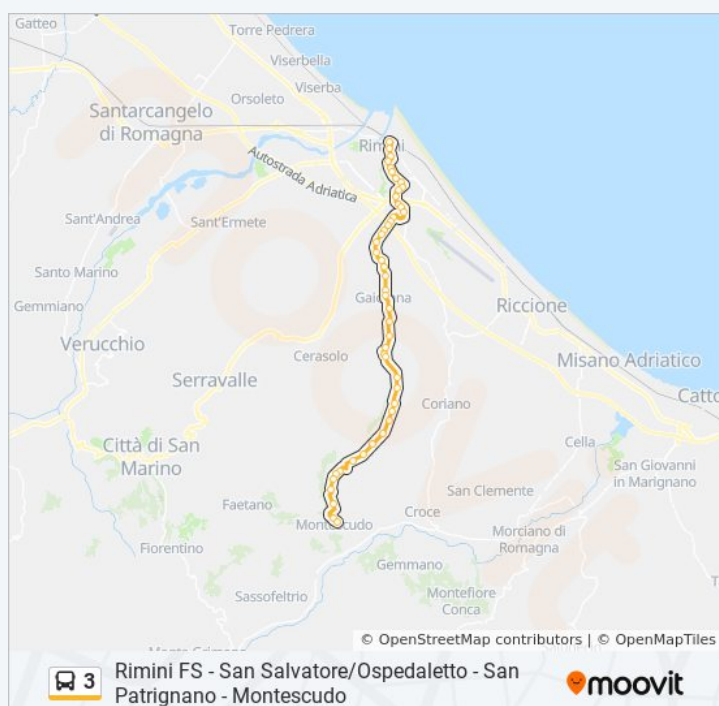 Gatteo
Torre Pedrera
Viserbella
Viserba
Orsoleto
Santarcangelo
di Romagna
Rimini
Autostrada Adriatica
Sant'Andrea
Sant'Ermete
Santo Marino
Gemmiano
Gaiofana
Riccione
Verucchio
Cerasolo
Misano Adriatico
Serravalle
Coriano
Catto
Città di San
Marino
Cella
San Giovanni
in Marignano
San Clemente
Faetano
Croce
Montescudo
Morciano di
Romagna
Fiorentino
Gemmano
Sassofeltrio
Montefiore
Conca
© OpenStreetMap contributors | © OpenMapTiles
3
Rimini FS - San Salvatore/Ospedaletto - San
Patrignano - Montescudo
moovit